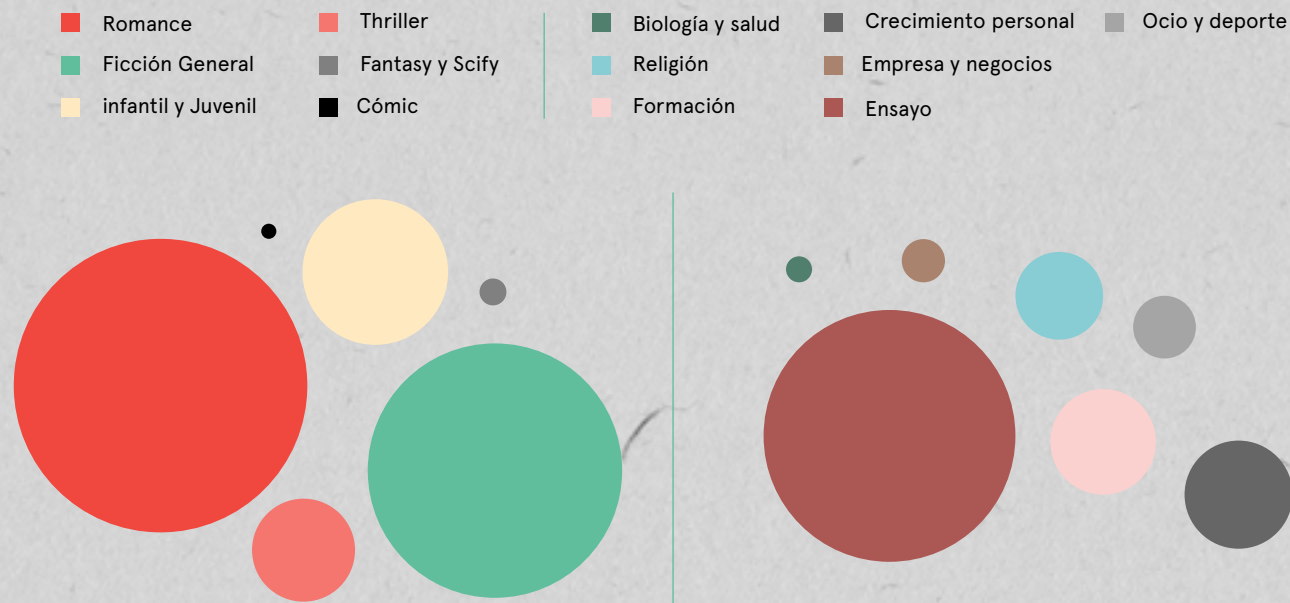 Romance
Ficción General
infantil y Juvenil
Thriller
Fantasy y Scify
Cómic
Biología y salud
Religión
Formación
Crecimiento personal
Empresa y negocios
Ensayo
Ocio y deporte